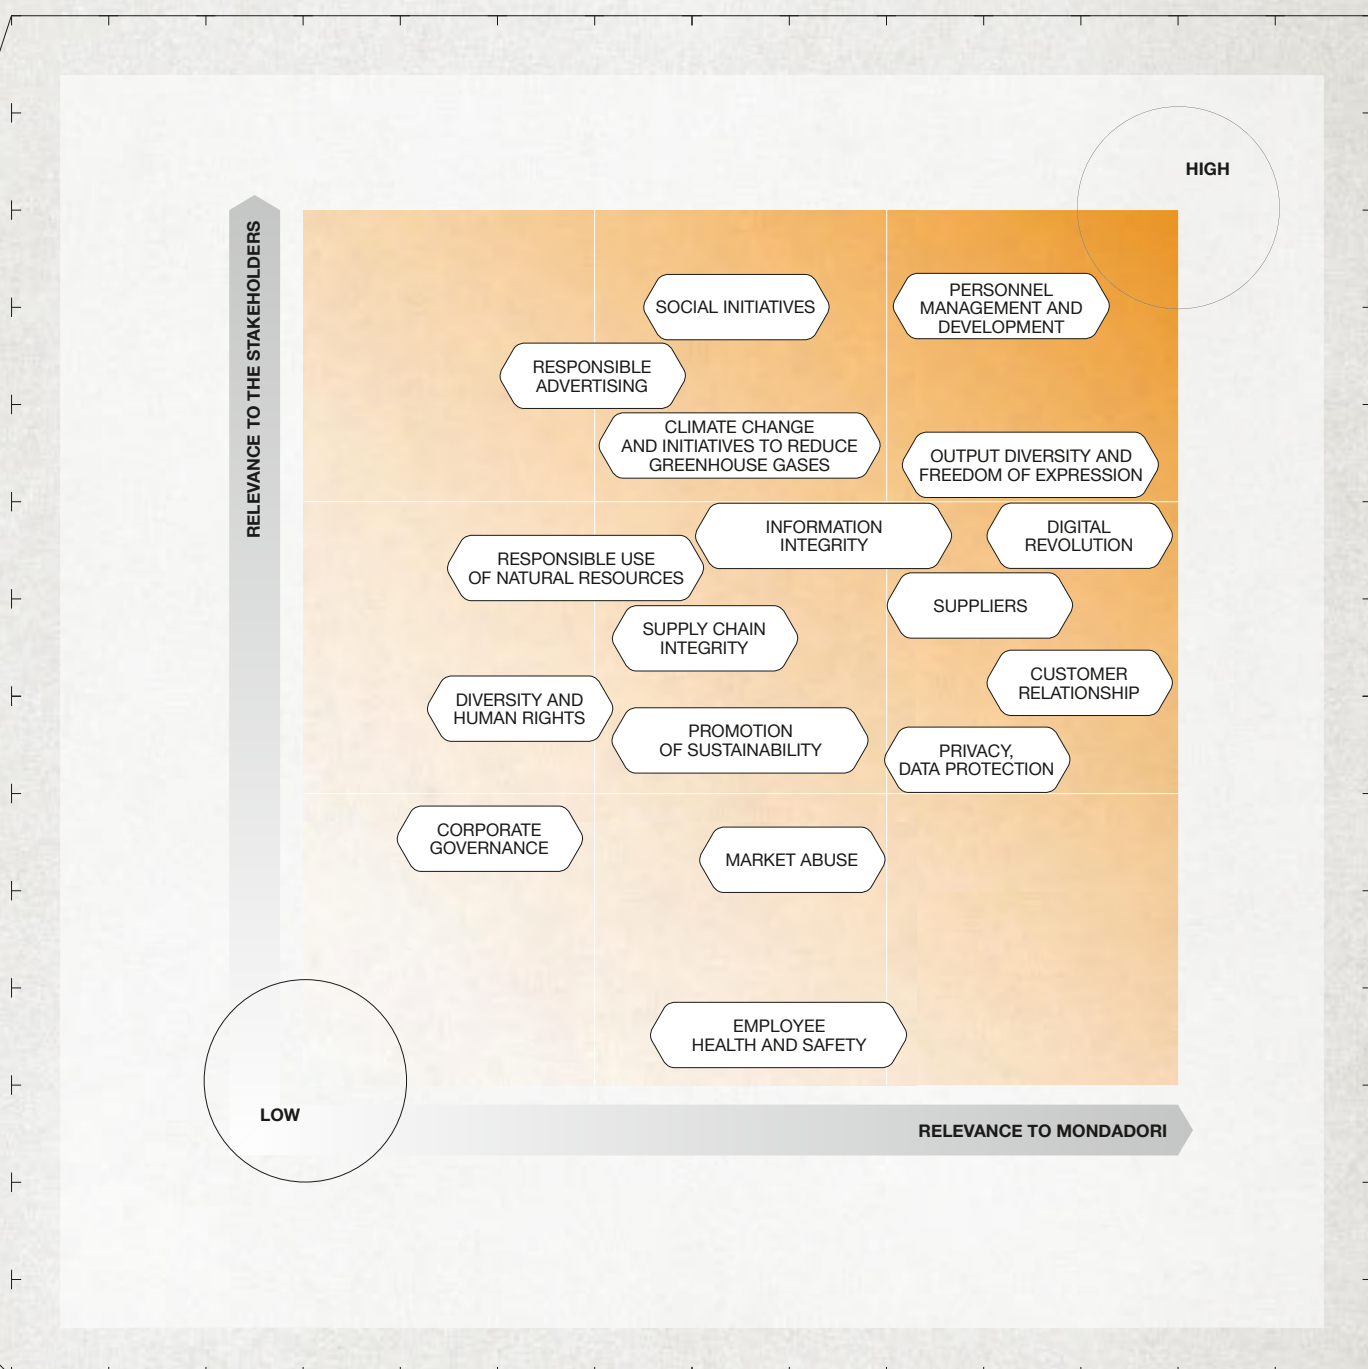 HIGH
RELEVANCE TO THE STAKEHOLDERS
SOCIAL INITIATIVES
PERSONNEL
MANAGEMENT AND
DEVELOPMENT
RESPONSIBLE
ADVERTISING
CLIMATE CHANGE
AND INITIATIVES TO REDUCE
GREENHOUSE GASES
OUTPUT DIVERSITY AND
FREEDOM OF EXPRESSION
INFORMATION
INTEGRITY
DIGITAL
REVOLUTION
RESPONSIBLE USE
OF NATURAL RESOURCES
SUPPLIERS
SUPPLY CHAIN
INTEGRITY
CUSTOMER
RELATIONSHIP
DIVERSITY AND
HUMAN RIGHTS
PROMOTION
OF SUSTAINABILITY
PRIVACY,
DATA PROTECTION
CORPORATE
GOVERNANCE
MARKET ABUSE
EMPLOYEE
HEALTH AND SAFETY
LOW
RELEVANCE TO MONDADORI